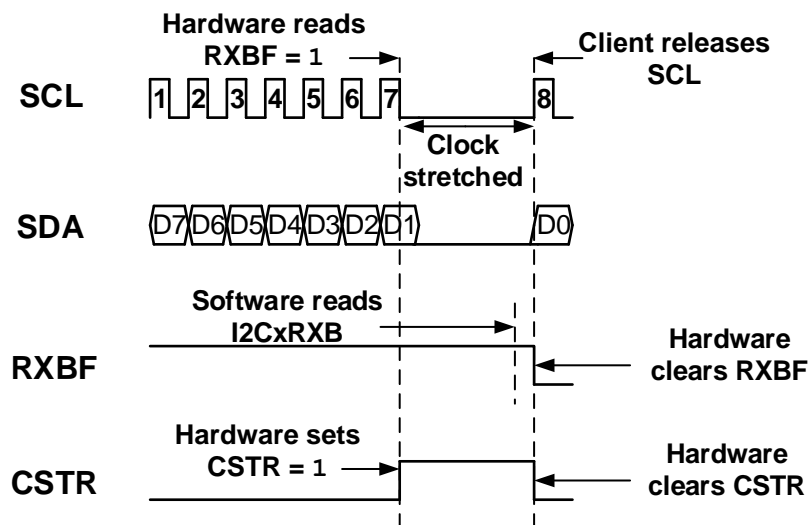 Hardware reads
RXBF = 1
Client releases
SCL
SCL
1 2 3 4 5 6 7 8
Clock
stretched
SDA
D7 D6 D5 D4 D3 D2 D1 D0
Software reads
I2CxRXB
RXBF
Hardware
clears RXBF
Hardware sets
CSTR = 1
CSTR
Hardware
clears CSTR